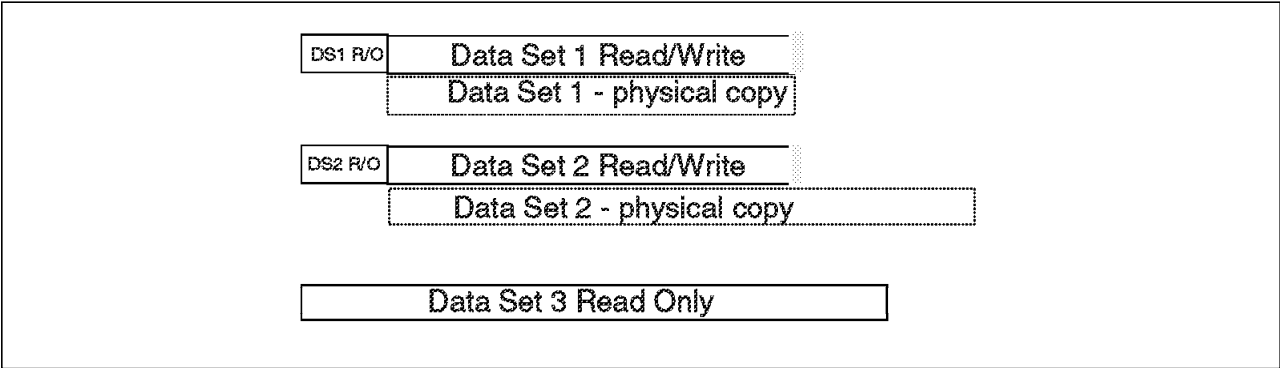 DS1 R/O Data Set 1 Read/Write
Data Set 1 - physical copy
DS2 R/O Data Set 2 Read/Write
Data Set 2 - physical copy
Data Set 3 Read Only